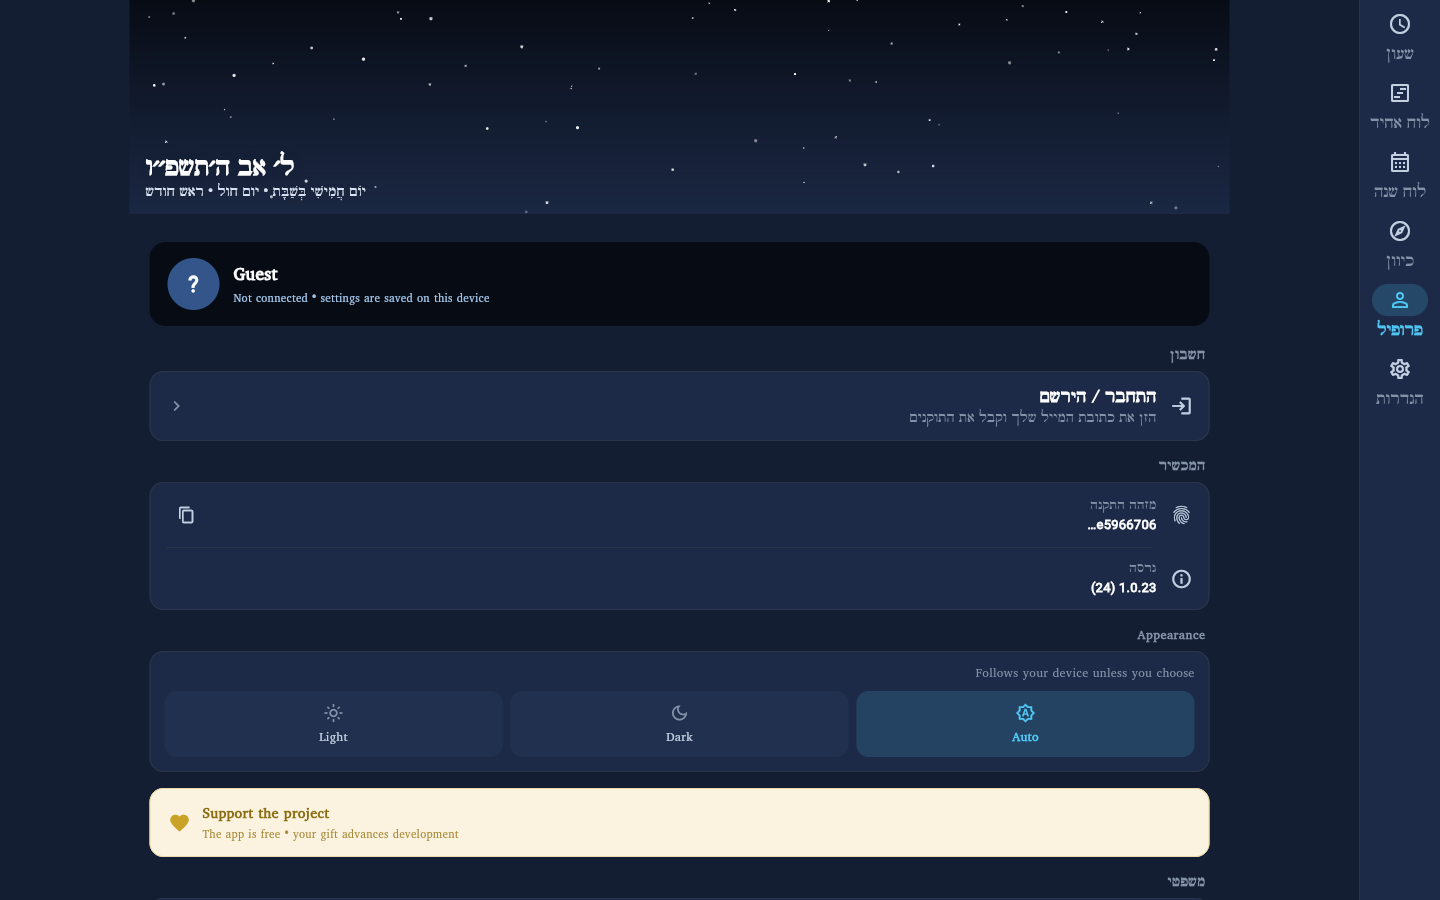 ל׳ אב ה׳תשפ״ו
יוֹם חֲמִישִׁי בְּשַׁבָּת • יום חול • ראש חודש
?
Guest
Not connected • settings are saved on this device
חשבון
התחבר / הירשם
הזן את כתובת המייל שלך וקבל את התוקנים
המכשיר
מזהה התקנה
e5966706…
גרסה
1.0.23 (24)
Appearance
Follows your device unless you choose
Light
Dark
Auto
Support the project
The app is free • your gift advances development
משפטי
שעון
לוח אחיד
לוח שנה
כיוון
פרופיל
הגדרות